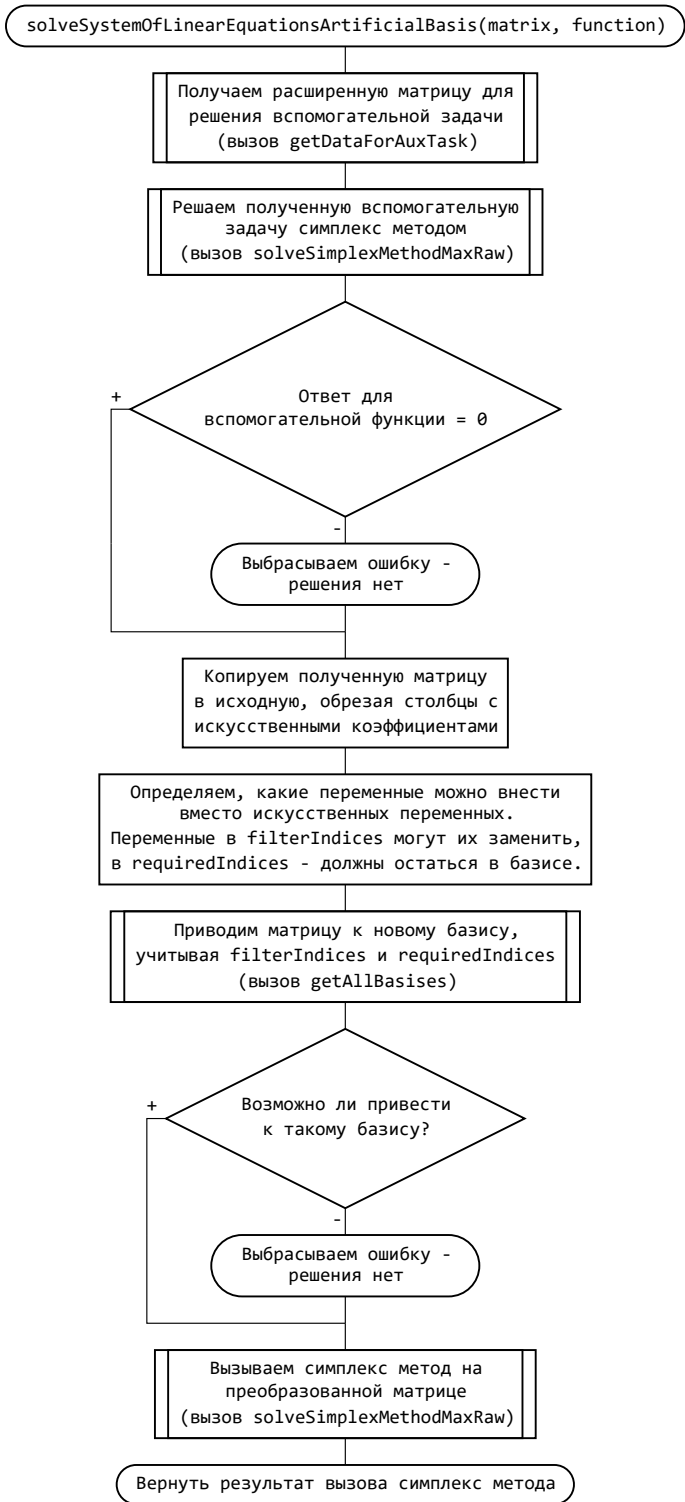 solveSystemOfLinearEquationsArtificialBasis(matrix, function)
Получаем расширенную матрицу для
решения вспомогательной задачи
(вызов getDataForAuxTask)
Решаем полученную вспомогательную
задачу симплекс методом
(вызов solveSimplexMethodMaxRaw)
+
Ответ для
вспомогательной функции = 0
-
Выбрасываем ошибку -
решения нет
Копируем полученную матрицу
в исходную, обрезая столбцы с
искусственными коэффициентами
Определяем, какие переменные можно внести
вместо искусственных переменных.
Переменные в filterIndices могут их заменить,
в requiredIndices - должны остаться в базисе.
Приводим матрицу к новому базису,
учитывая filterIndices и requiredIndices
(вызов getAllBasises)
+
Возможно ли привести
к такому базису?
-
Выбрасываем ошибку -
решения нет
Вызываем симплекс метод на
преобразованной матрице
(вызов solveSimplexMethodMaxRaw)
Вернуть результат вызова симплекс метода